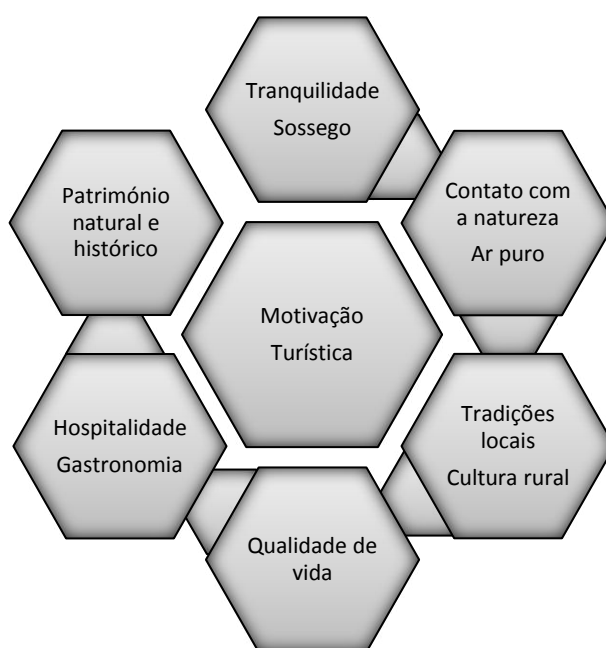 Tranquilidade
Sossego
Contato com
a natureza
Ar puro
Tradições
locais
Cultura rural
Qualidade de
vida
Hospitalidade
Gastronomia
Património
natural e
histórico
Motivação
Turística